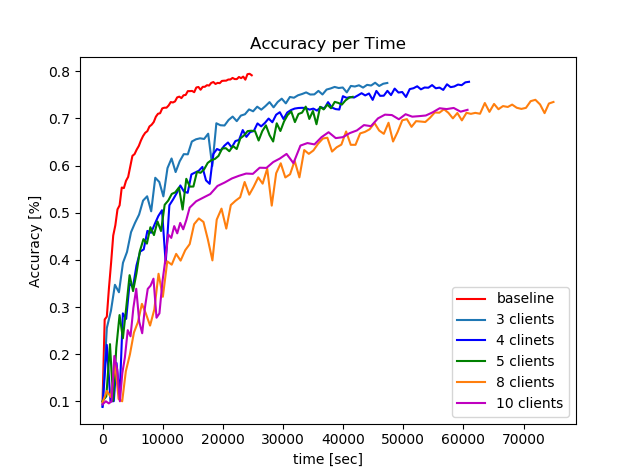 Accuracy per Time
Accuracy [%]
0.8
0.7
0.6
0.5
0.4
0.3
0.2
0.1
0 10000 20000 30000 40000 50000 60000 70000
time [sec]
baseline
3 clients
4 clinets
5 clients
8 clients
10 clients